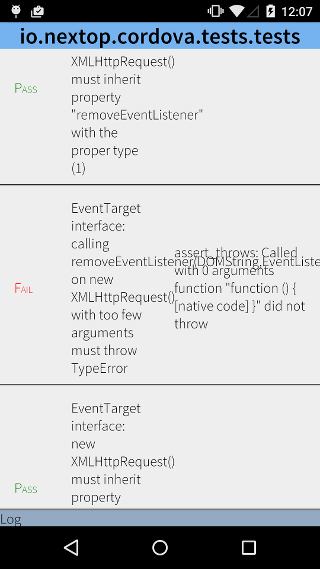 12:07
io.nextop.cordova.tests.tests
Pass
XMLHttpRequest()
must inherit
property
"removeEventListener"
with the
proper type
(1)
Fail
EventTarget
interface:
calling
removeEventListener(DOMString,EventListe
on new
XMLHttpRequest()
with too few
arguments
must throw
TypeError
assert_throws: Called
with 0 arguments
function "function () {
[native code] }" did not
throw
Pass
EventTarget
interface:
new
XMLHttpRequest()
must inherit
property
Log